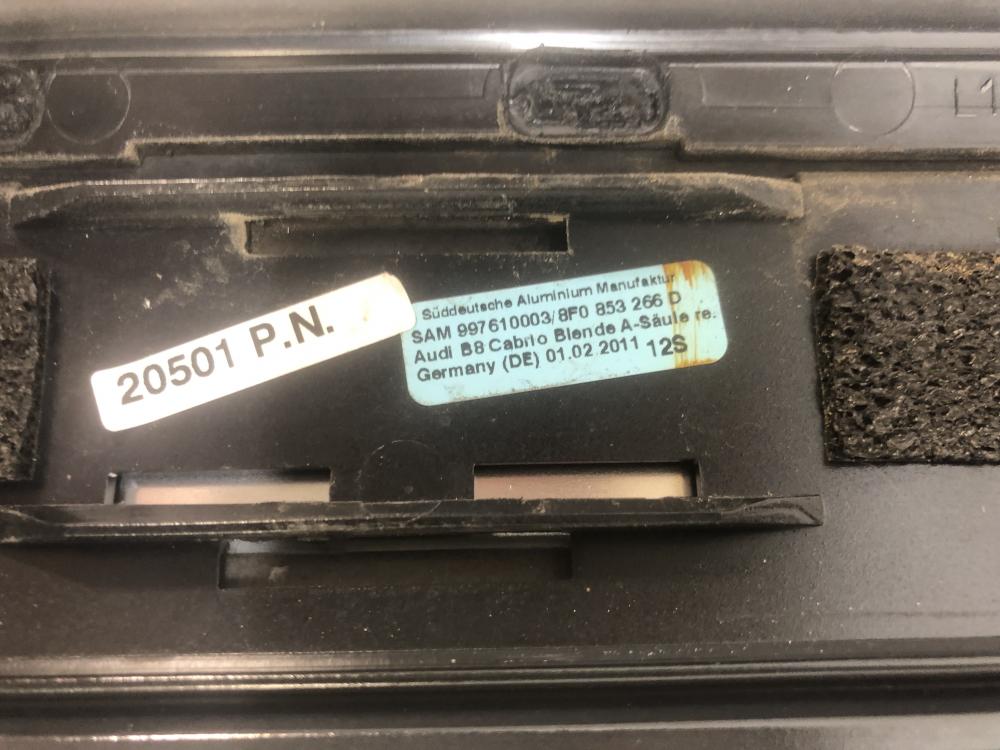 L1
20501 P.N.
Süddeutsche Aluminium Manufaktur
SAM 997610003/8F0 853 266 D
Audi B8 Cabrio Blende A-Säule re.
Germany (DE) 01.02.2011 12S